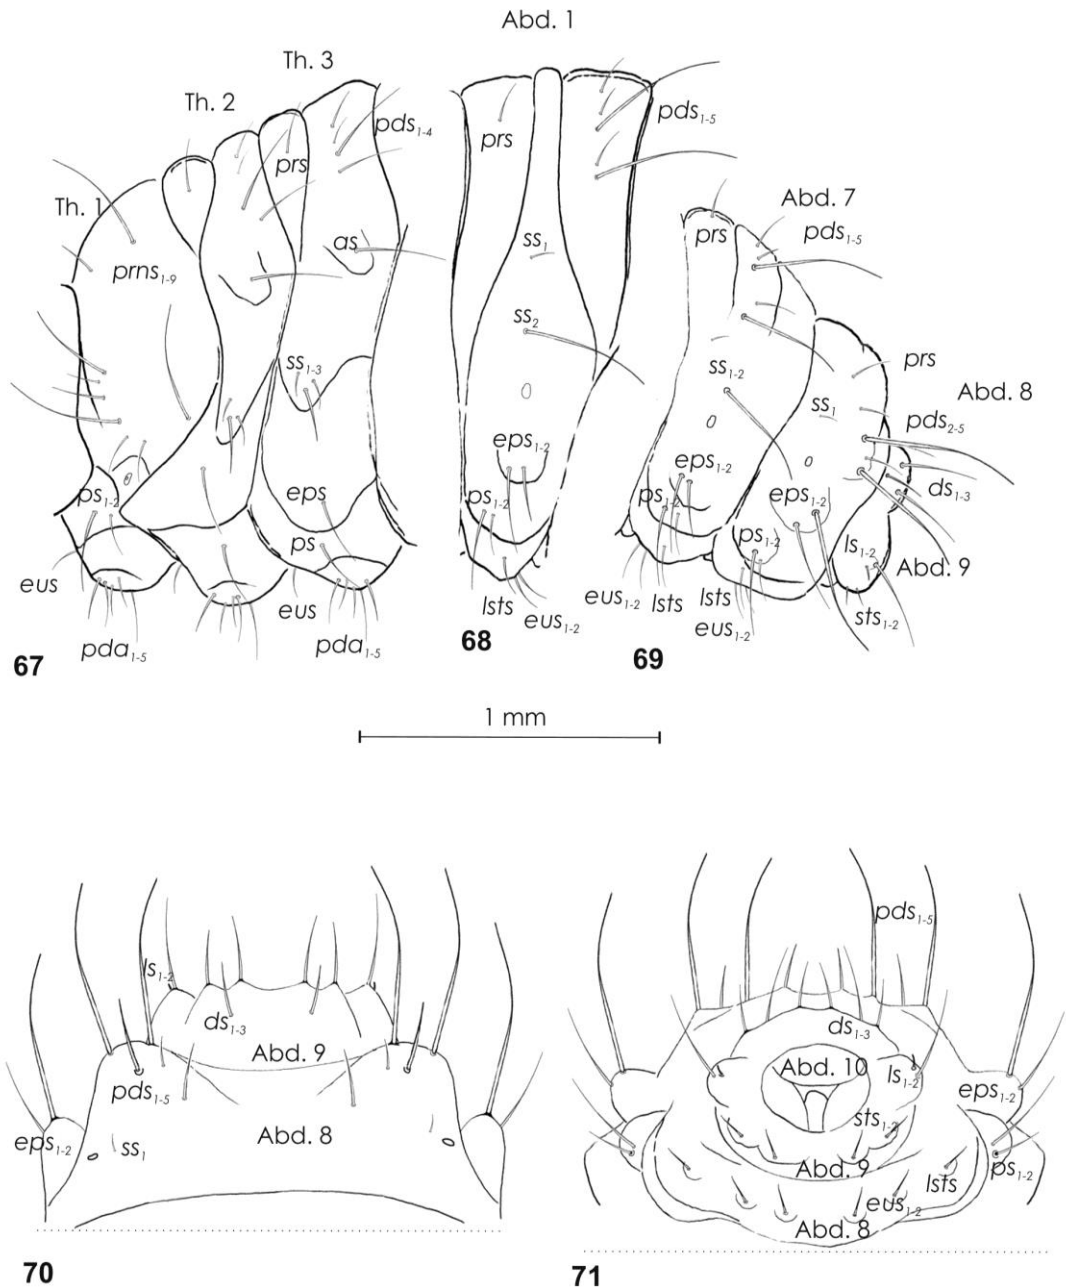 Abd. 1
Th. 3
Th. 2
pds1-4
prs
prs
pds1-5
Th. 1
Abd. 7
prs
pds1-5
as
ss1
prns1-9
ss2
ss1-3
ss1-2
prs
Abd. 8
ss1
pds2-5
eps1-2
eps1-2
ds1-3
ps1-2
eps
ps1-2
ps1-2
eps1-2
ps
ps1-2
ls1-2
Abd. 9
eus
eus
lsts
eus1-2
eus1-2
lsts
lsts
eus1-2
sts1-2
pda1-5
pda1-5
67
68
69
1 mm
pds1-5
ls1-2
ds1-3
Abd. 9
pds1-5
Abd. 8
eps1-2
ss1
70
ds1-3
Abd. 10
ls1-2
eps1-2
sts1-2
Abd. 9
lsts
ps1-2
eus1-2
Abd. 8
71